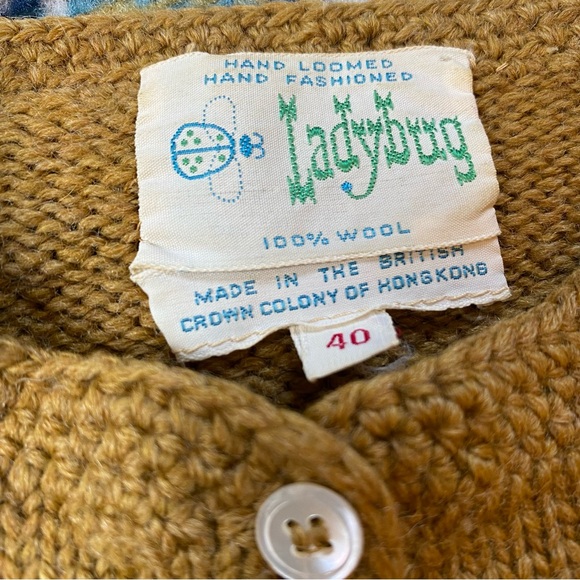 HAND LOOMED
HAND FASHIONED
Ladybug
100% WOOL
MADE IN THE BRITISH
CROWN COLONY OF HONGKONG
40